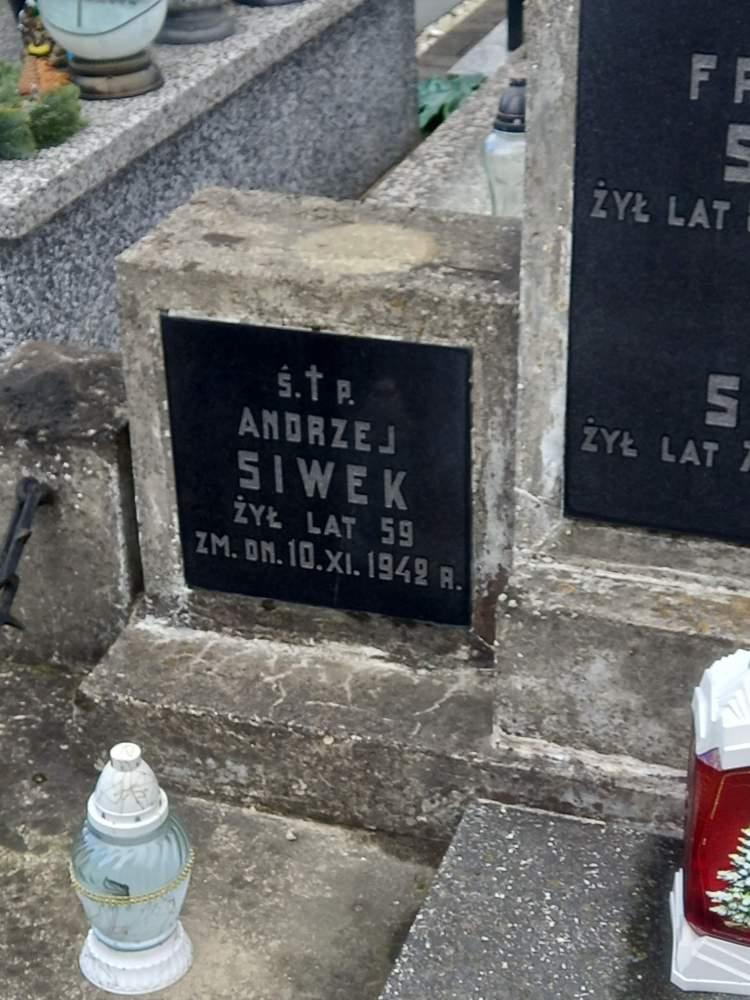 Ś.†P.
ANDRZEJ
SIWEK
ŻYŁ LAT 59
ZM. DN. 10.XI. 1942 R.
ŻYŁ LAT
ŻYŁ LAT